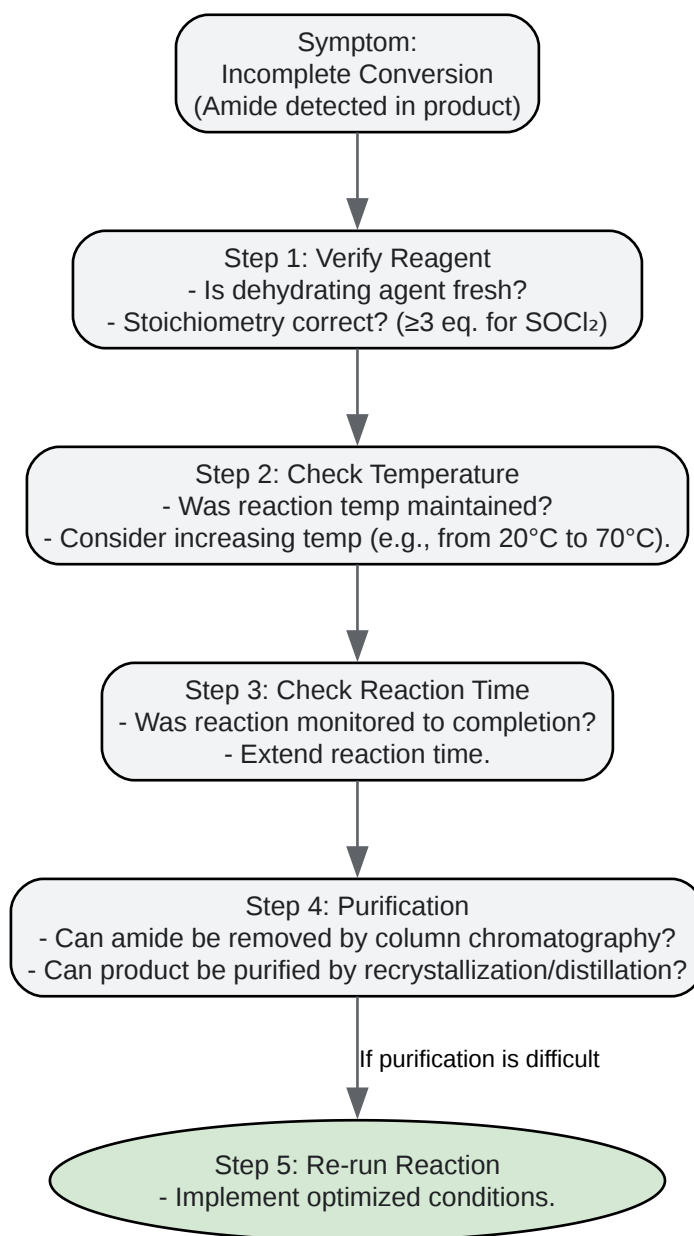 Symptom:
Incomplete Conversion
(Amide detected in product)
Step 1: Verify Reagent
- Is dehydrating agent fresh?
- Stoichiometry correct? (≥3 eq. for SOCl₂)
Step 2: Check Temperature
- Was reaction temp maintained?
- Consider increasing temp (e.g., from 20°C to 70°C).
Step 3: Check Reaction Time
- Was reaction monitored to completion?
- Extend reaction time.
Step 4: Purification
- Can amide be removed by column chromatography?
- Can product be purified by recrystallization/distillation?
If purification is difficult
Step 5: Re-run Reaction
- Implement optimized conditions.